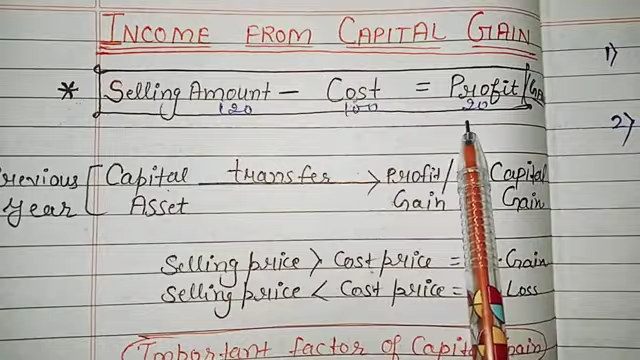 INCOME FROM CAPITAL GAIN
* Selling Amount - Cost = Profit/Gain
120 100 20
Previous Year [ Capital Asset transfer → Profit/Gain Capital Gain
Selling price > Cost price = Gain
Selling price < Cost price = Loss
Important factor of Capital Gain
1)
2)